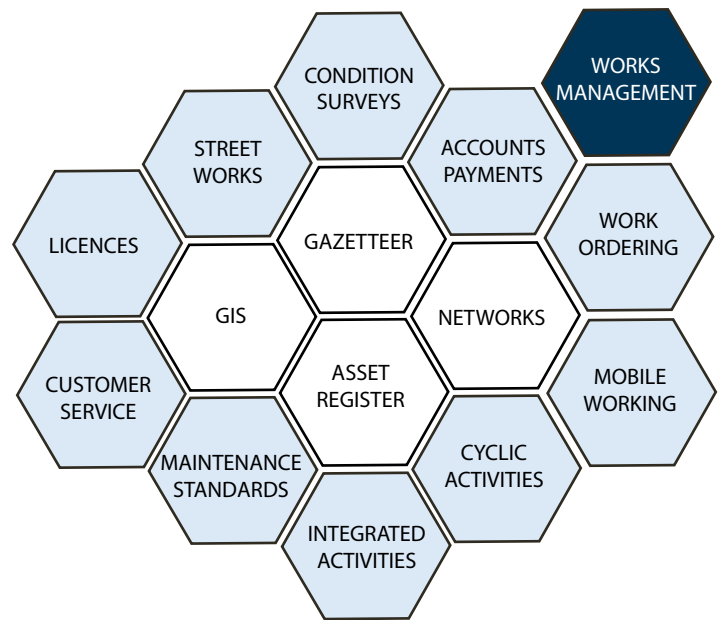 CONDITION
SURVEYS
WORKS
MANAGEMENT
STREET
WORKS
ACCOUNTS
PAYMENTS
LICENCES
GAZETTEER
WORK
ORDERING
GIS
NETWORKS
CUSTOMER
SERVICE
ASSET
REGISTER
MOBILE
WORKING
MAINTENANCE
STANDARDS
CYCLIC
ACTIVITIES
INTEGRATED
ACTIVITIES